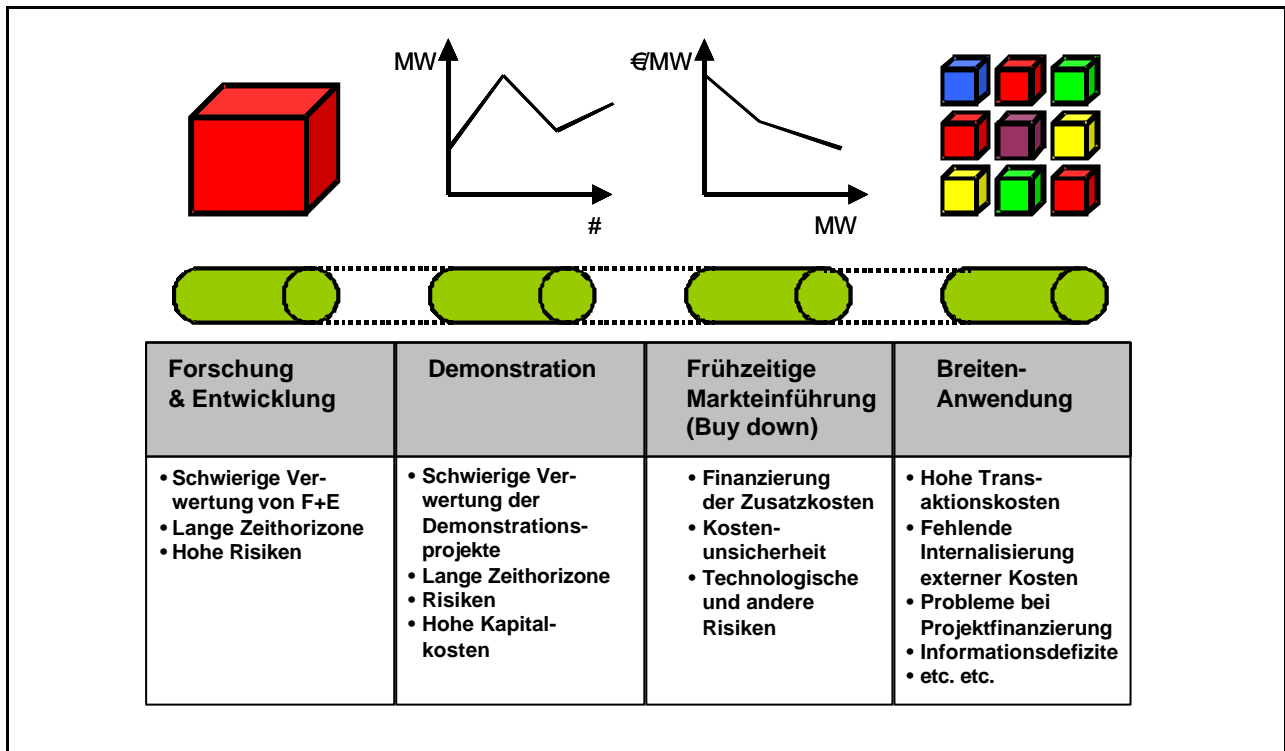 MW
#
€/MW
MW
Forschung
& Entwicklung
• Schwierige Ver-
wertung von F+E
• Lange Zeithorizone
• Hohe Risiken
Demonstration
• Schwierige Ver-
wertung der
Demonstrations-
projekte
• Lange Zeithorizone
• Risiken
• Hohe Kapital-
kosten
Frühzeitige
Markteinführung
(Buy down)
• Finanzierung
der Zusatzkosten
• Kosten-
unsicherheit
• Technologische
und andere
Risiken
Breiten-
Anwendung
• Hohe Trans-
aktionskosten
• Fehlende
Internalisierung
externer Kosten
• Probleme bei
Projektfinanzierung
• Informationsdefizite
• etc. etc.